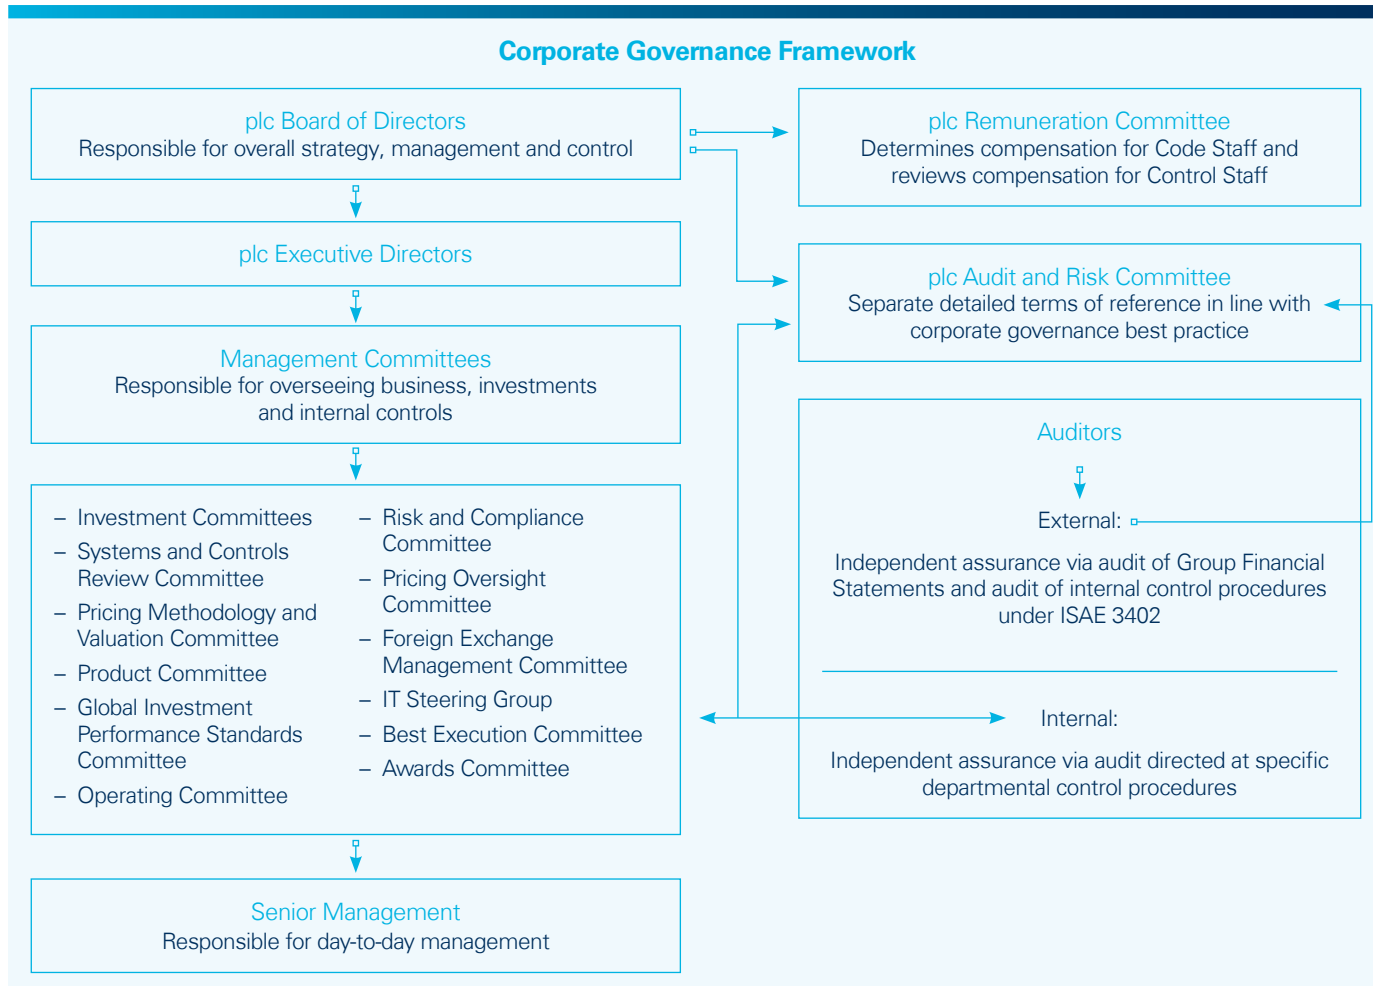 Corporate Governance Framework
plc Board of Directors
Responsible for overall strategy, management and control
plc Executive Directors
Management Committees
Responsible for overseeing business, investments
and internal controls
– Investment Committees
– Systems and Controls
Review Committee
– Pricing Methodology and
Valuation Committee
– Product Committee
– Global Investment
Performance Standards
Committee
– Operating Committee
– Risk and Compliance
Committee
– Pricing Oversight
Committee
– Foreign Exchange
Management Committee
– IT Steering Group
– Best Execution Committee
– Awards Committee
Senior Management
Responsible for day-to-day management
plc Remuneration Committee
Determines compensation for Code Staff and
reviews compensation for Control Staff
plc Audit and Risk Committee
Separate detailed terms of reference in line with
corporate governance best practice
Auditors
External:
Independent assurance via audit of Group Financial
Statements and audit of internal control procedures
under ISAE 3402
Internal:
Independent assurance via audit directed at specific
departmental control procedures